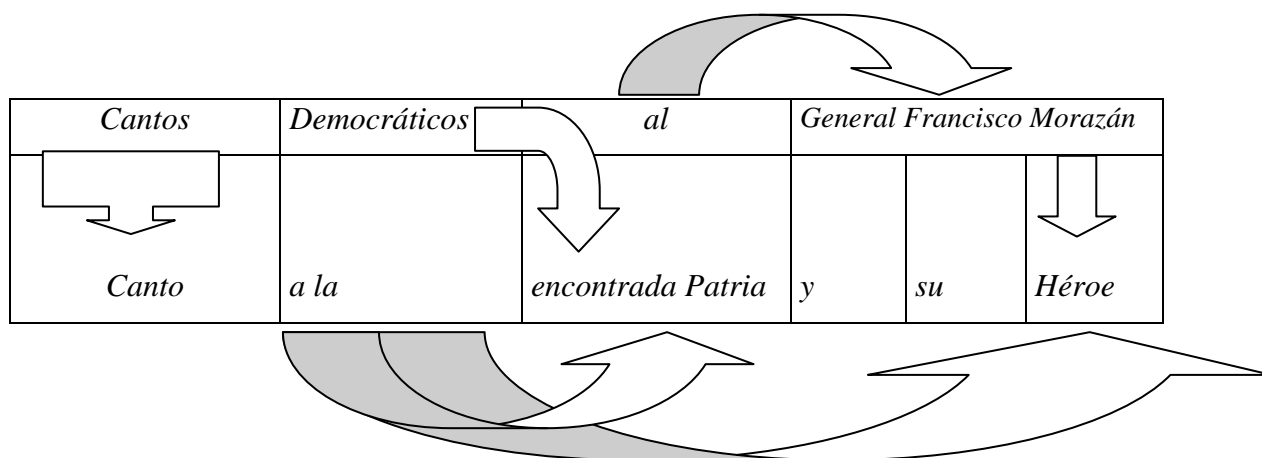 Cantos Democráticos al General Francisco Morazán
Canto a la encontrada Patria y su Héroe